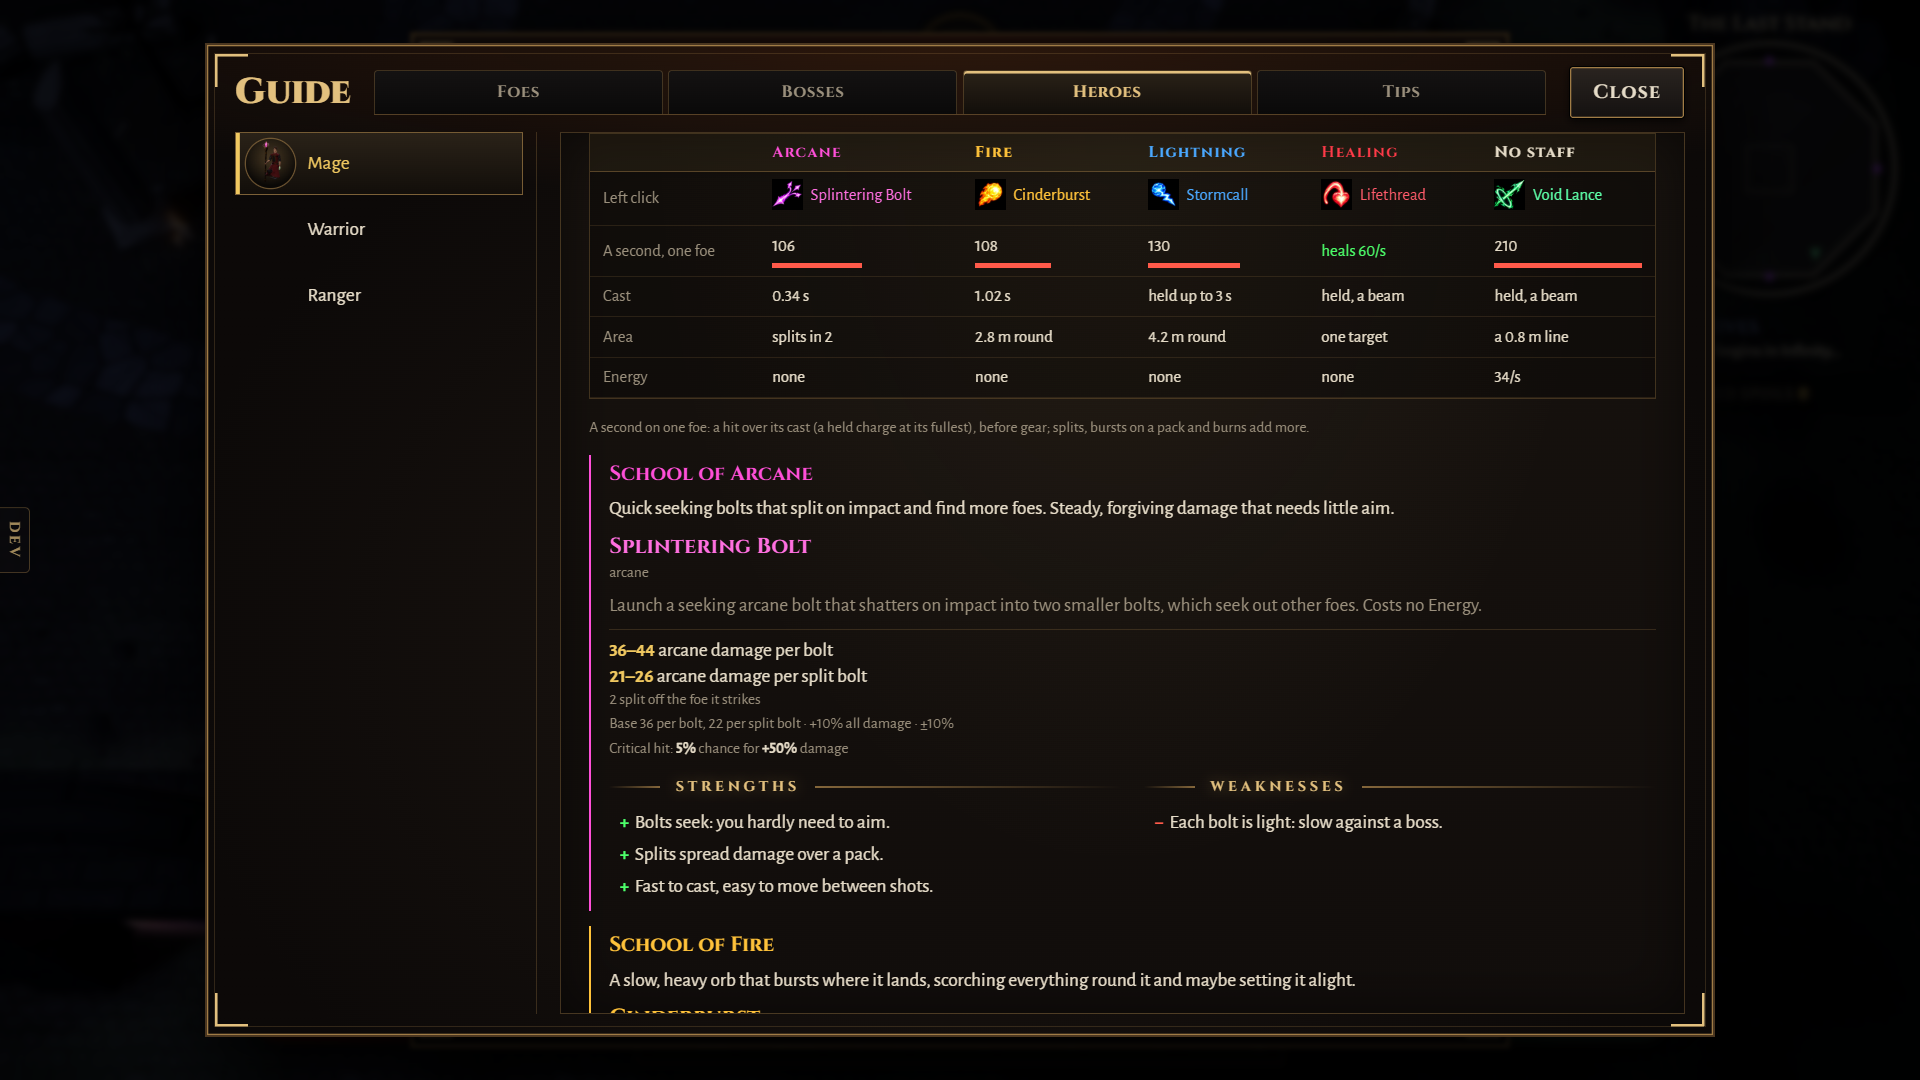 THE LAST STAND
GUIDE
FOES
BOSSES
HEROES
TIPS
CLOSE
Mage
Warrior
Ranger
DEV
ARCANE FIRE LIGHTNING HEALING NO STAFF
Left click Splintering Bolt Cinderburst Stormcall Lifethread Void Lance
A second, one foe 106 108 130 heals 60/s 210
Cast 0.34 s 1.02 s held up to 3 s held, a beam held, a beam
Area splits in 2 2.8 m round 4.2 m round one target a 0.8 m line
Energy none none none none 34/s
A second on one foe: a hit over its cast (a held charge at its fullest), before gear; splits, bursts on a pack and burns add more.
SCHOOL OF ARCANE
Quick seeking bolts that split on impact and find more foes. Steady, forgiving damage that needs little aim.
SPLINTERING BOLT
arcane
Launch a seeking arcane bolt that shatters on impact into two smaller bolts, which seek out other foes. Costs no Energy.
36–44 arcane damage per bolt
21–26 arcane damage per split bolt
2 split off the foe it strikes
Base 36 per bolt, 22 per split bolt · +10% all damage · ±10%
Critical hit: 5% chance for +50% damage
STRENGTHS
+ Bolts seek: you hardly need to aim.
+ Splits spread damage over a pack.
+ Fast to cast, easy to move between shots.
WEAKNESSES
– Each bolt is light: slow against a boss.
SCHOOL OF FIRE
A slow, heavy orb that bursts where it lands, scorching everything round it and maybe setting it alight.
CINDERBURST